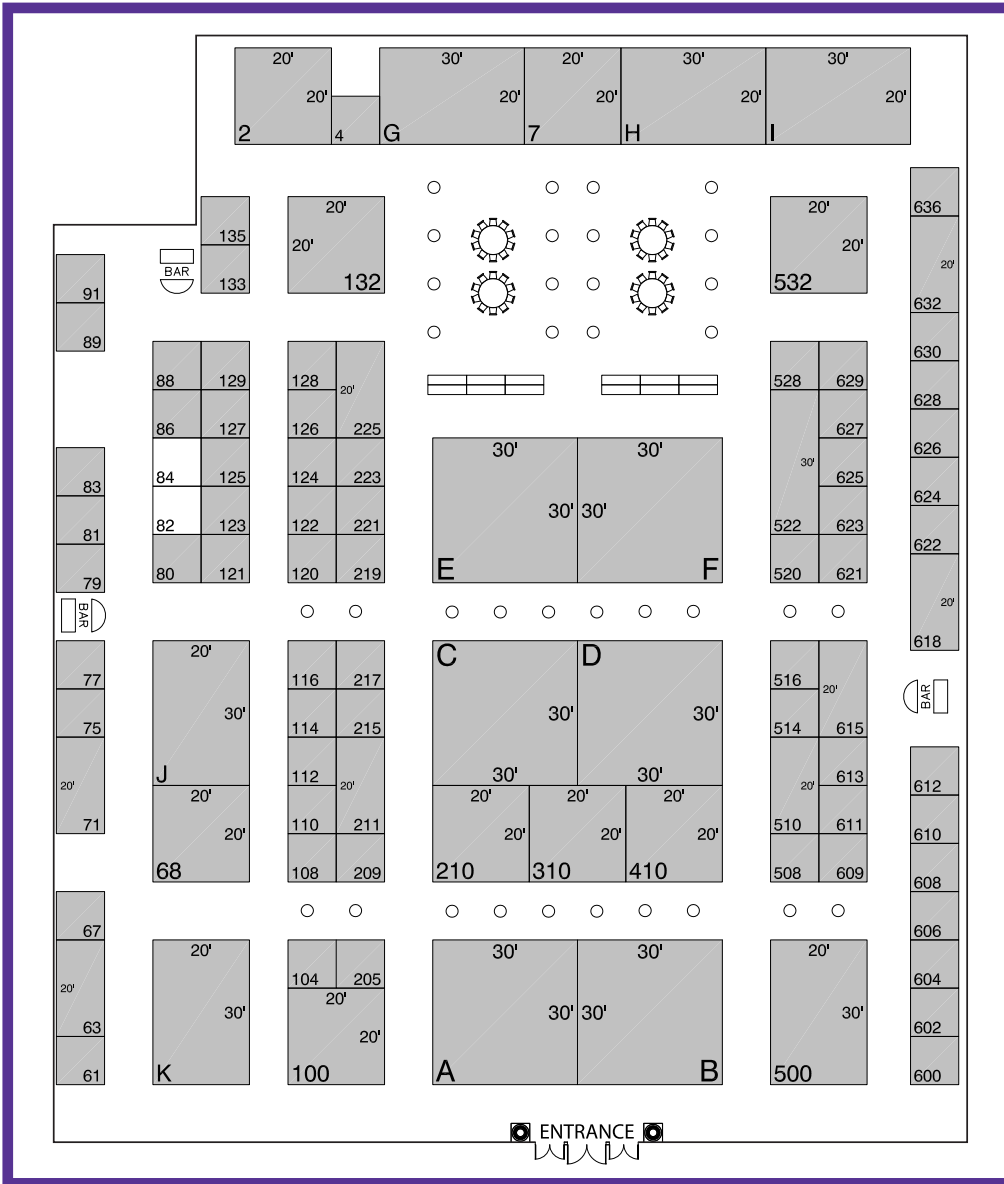 20' 30' 20' 30' 30'
20' 20' 20' 20' 20'
2 4 G 7 H I
636
135 20' 20'
20' 20' 20'
BAR
133 132 532 632
91
89 630
88 129 128 20' 528 629 628
86 127 126 225 627
30' 30' 626
84 125 124 223 30' 625
83
82 123 122 221 30' 30' 522 623 624
81
80 121 120 219 E F 520 621 622
79
BAR 20'
20' C D 618
77 116 217 516 20'
BAR
75 30' 114 215 30' 30' 514 615
J 112 30' 30' 613 612
20' 20' 20' 20' 20' 20' 20'
71 20' 110 211 20' 20' 20' 510 611 610
68 108 209 210 310 410 508 609 608
67 606
20' 104 205 30' 30' 20' 604
20' 30' 20' 30' 30' 30'
63 20' 602
61 K 100 A B 500 600
ENTRANCE